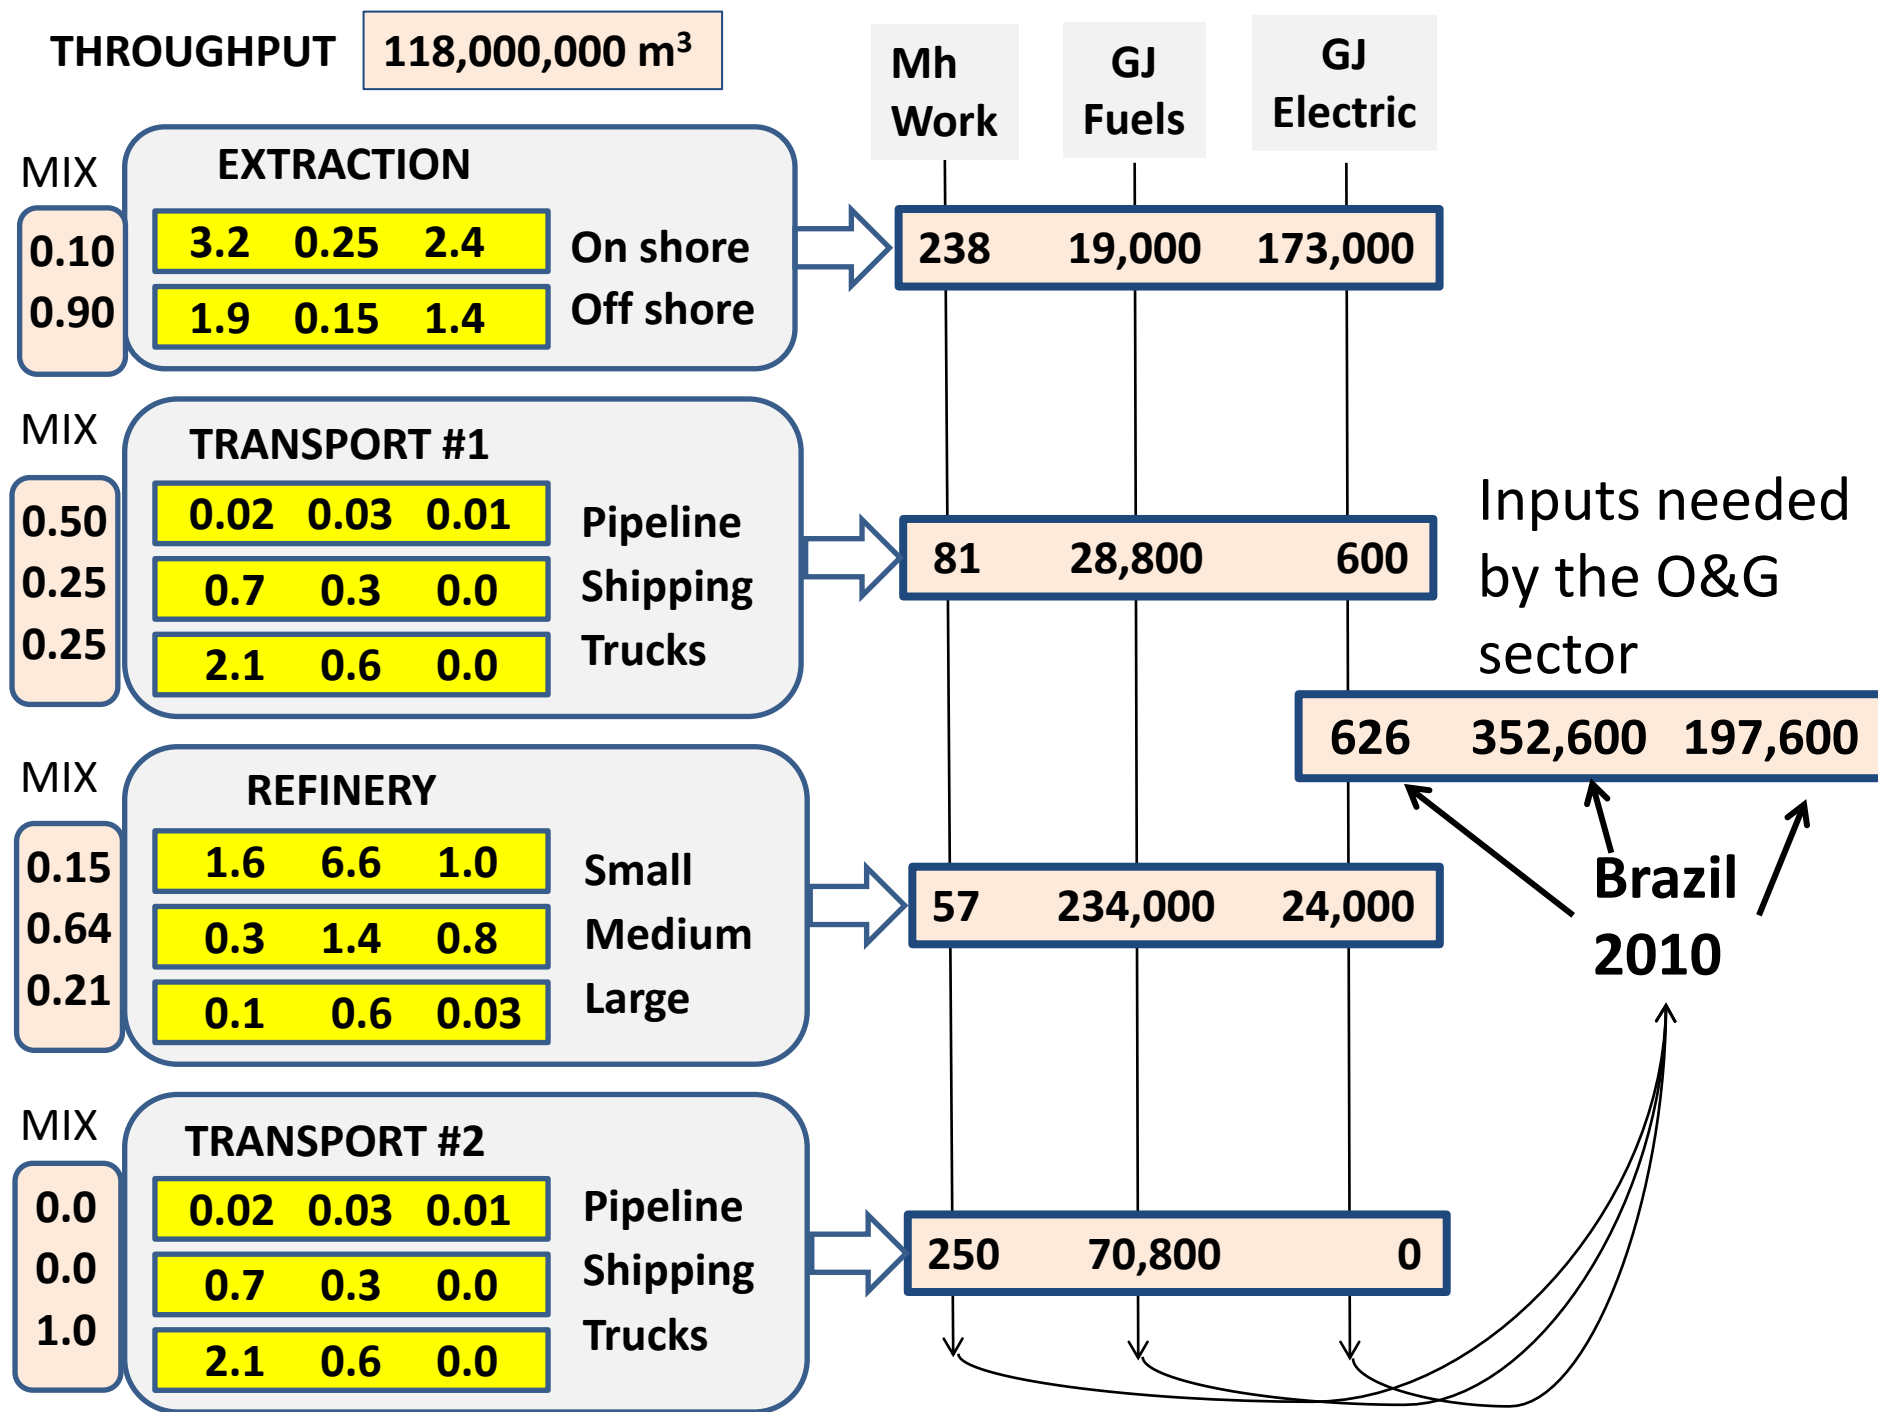 THROUGHPUT 118,000,000 m³
Mh
Work
GJ
Fuels
GJ
Electric
MIX
0.10
0.90
EXTRACTION
3.2 0.25 2.4 On shore
1.9 0.15 1.4 Off shore
238 19,000 173,000
MIX
0.50
0.25
0.25
TRANSPORT #1
0.02 0.03 0.01 Pipeline
0.7 0.3 0.0 Shipping
2.1 0.6 0.0 Trucks
81 28,800 600
Inputs needed
by the O&G
sector
626 352,600 197,600
Brazil
2010
MIX
0.15
0.64
0.21
REFINERY
1.6 6.6 1.0 Small
0.3 1.4 0.8 Medium
0.1 0.6 0.03 Large
57 234,000 24,000
MIX
0.0
0.0
1.0
TRANSPORT #2
0.02 0.03 0.01 Pipeline
0.7 0.3 0.0 Shipping
2.1 0.6 0.0 Trucks
250 70,800 0